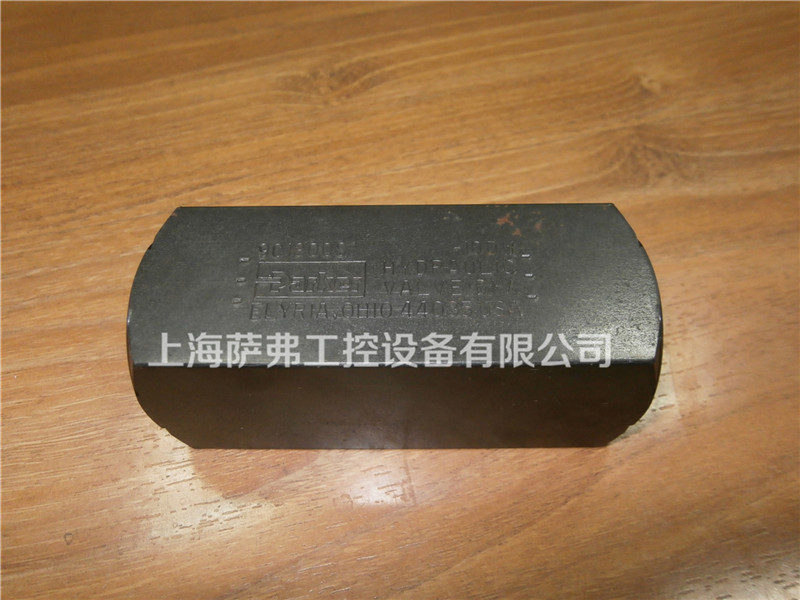 Parker
HYDRAULIC
VALVE DIV.
ELYRIA, OHIO 44035 USA
上海萨弗工控设备有限公司